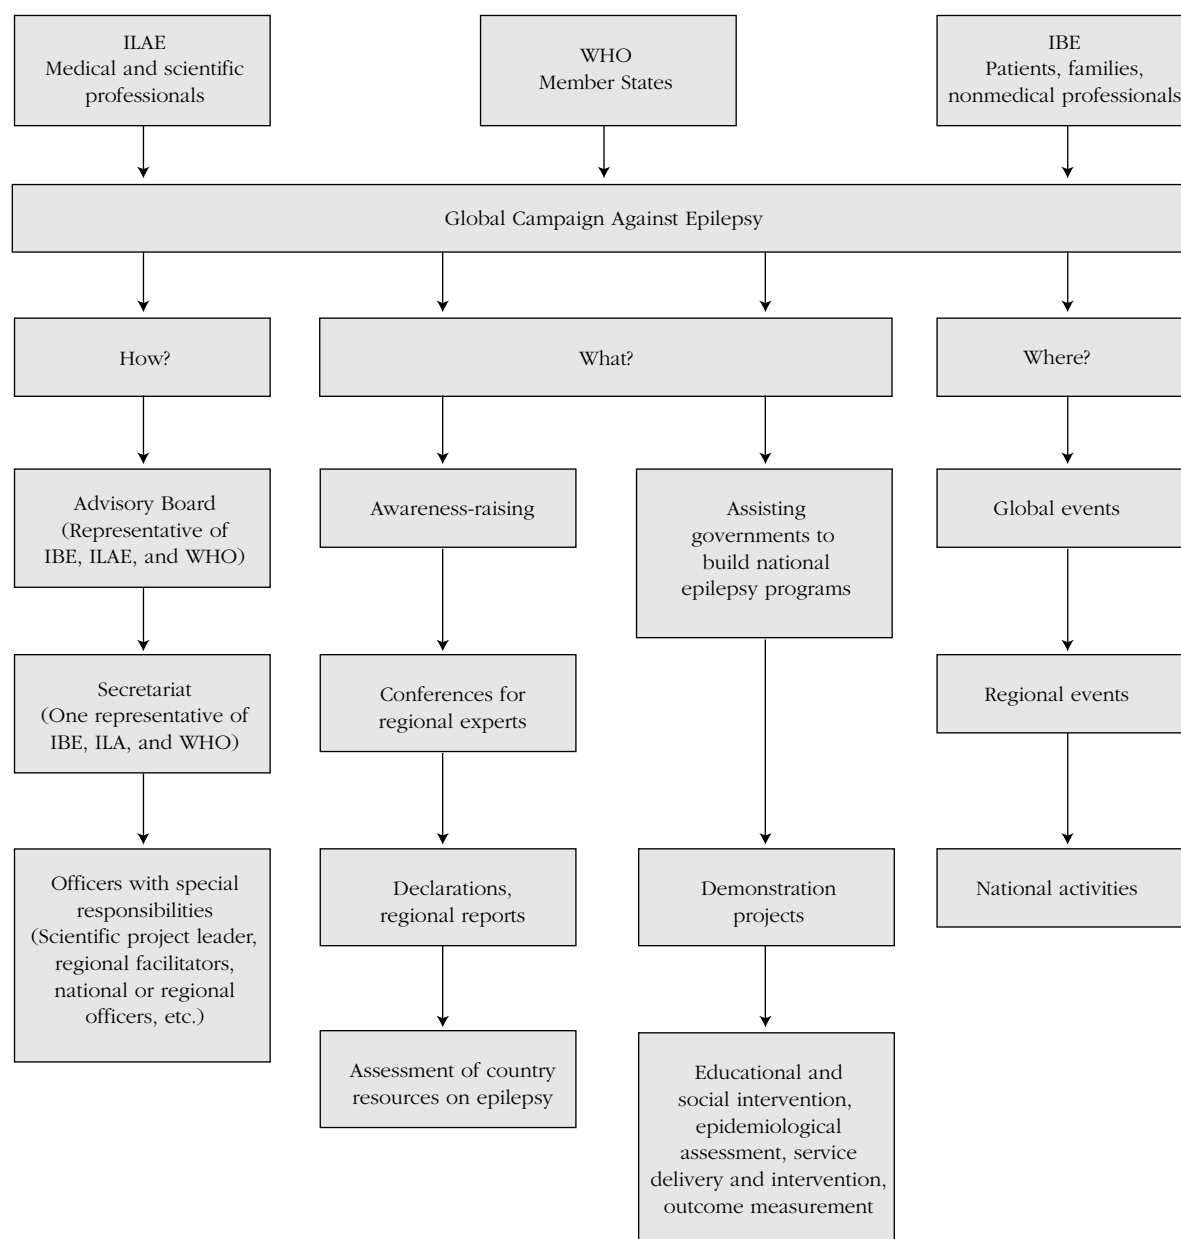 ILAE
Medical and scientific
professionals
WHO
Member States
IBE
Patients, families,
nonmedical professionals
Global Campaign Against Epilepsy
How?
What?
Where?
Advisory Board
(Representative of
IBE, ILAE, and WHO)
Awareness-raising
Assisting
governments to
build national
epilepsy programs
Global events
Secretariat
(One representative of
IBE, ILA, and WHO)
Conferences for
regional experts
Regional events
Officers with special
responsibilities
(Scientific project leader,
regional facilitators,
national or regional
officers, etc.)
Declarations,
regional reports
Demonstration
projects
National activities
Assessment of country
resources on epilepsy
Educational and
social intervention,
epidemiological
assessment, service
delivery and intervention,
outcome measurement